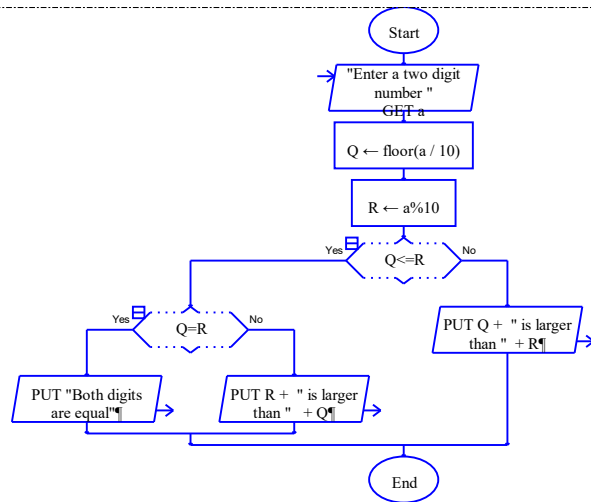 Start
"Enter a two digit
number "
GET a
Q ← floor(a / 10)
R ← a%10
Yes
No
Q<=R
Yes
No
Q=R
PUT Q +  " is larger
than "  + R¶
PUT "Both digits
are equal"¶
PUT R +  " is larger
than "   + Q¶
End